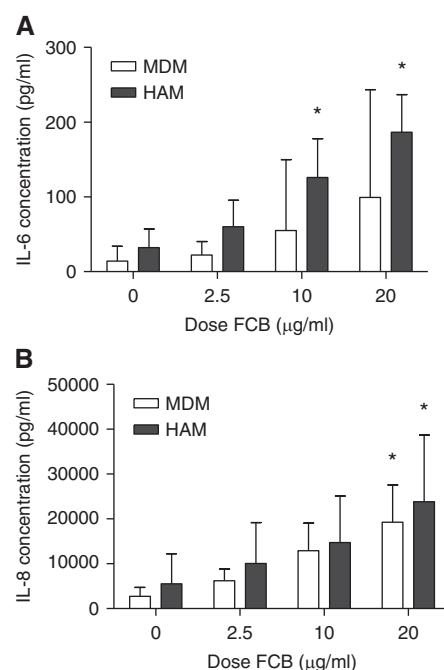 A
IL-6 concentration (pg/ml)
300
200
100
0
MDM
HAM
*
*
0 2.5 10 20
Dose FCB (µg/ml)
B
IL-8 concentration (pg/ml)
50000
40000
30000
20000
10000
0
MDM
HAM
*
*
0 2.5 10 20
Dose FCB (µg/ml)